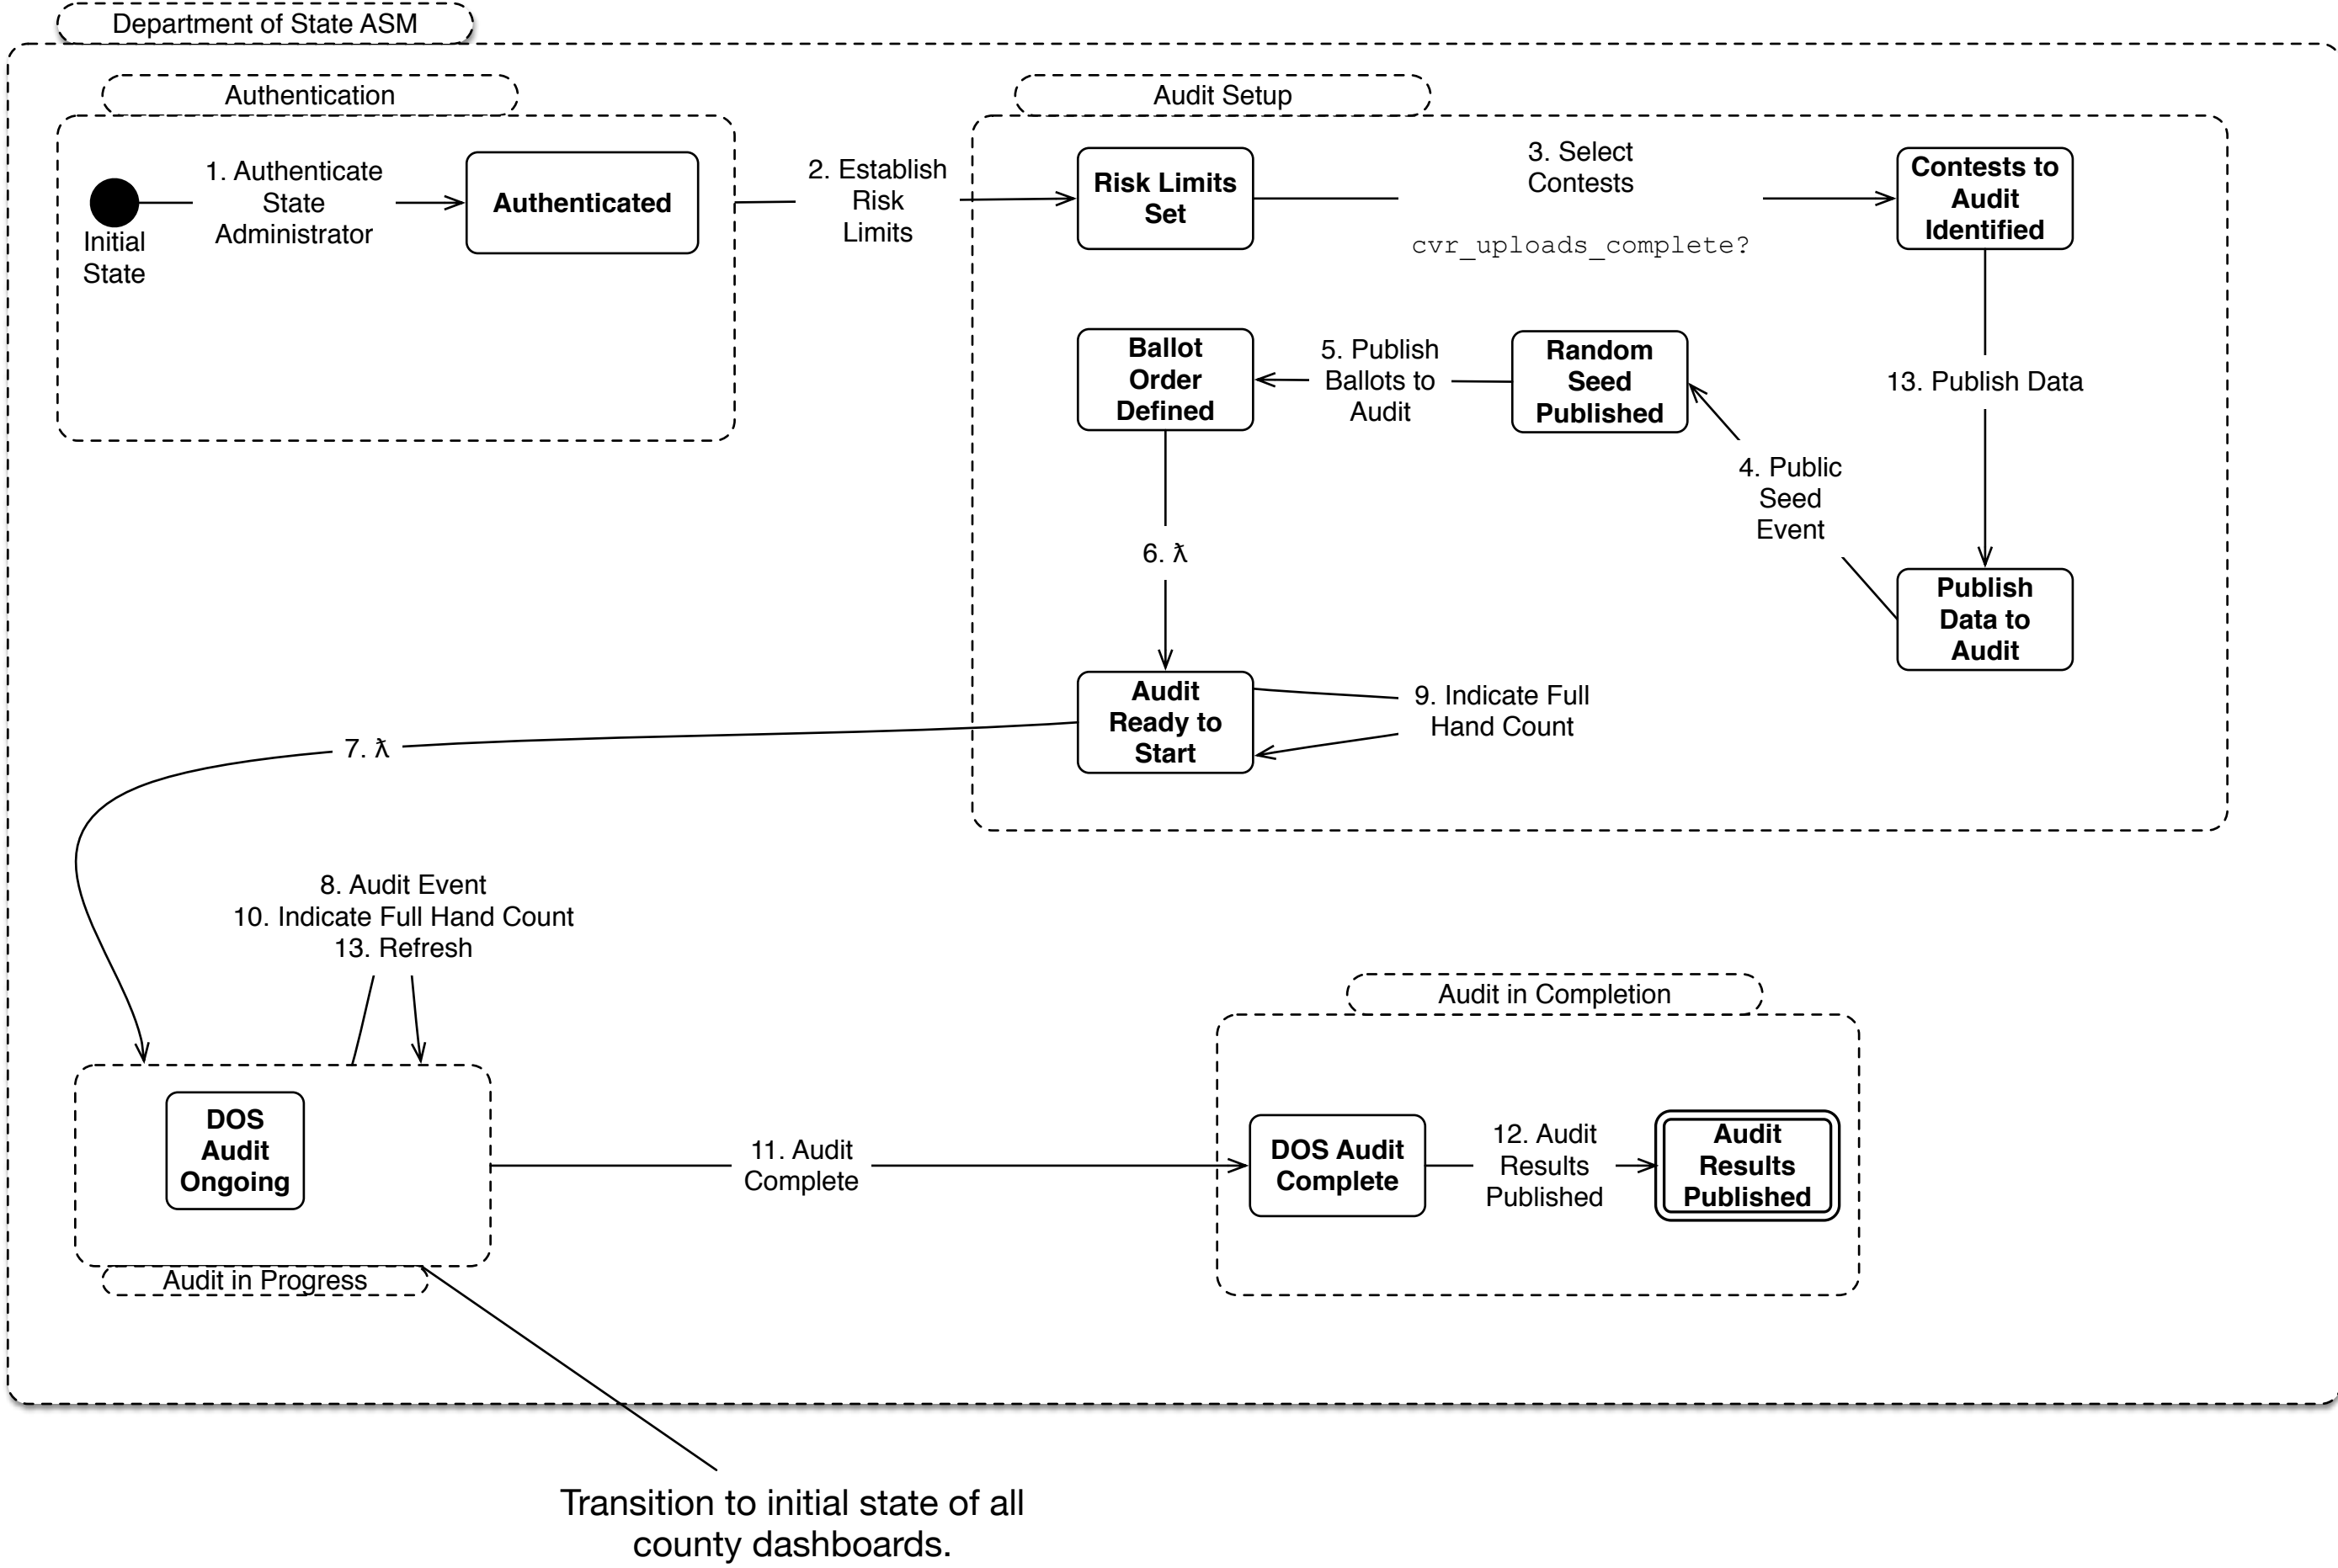 Department of State ASM
Authentication
Audit Setup
Initial
State
1. Authenticate
State
Administrator
Authenticated
2. Establish
Risk
Limits
Risk Limits
Set
3. Select
Contests
cvr_uploads_complete?
Contests to
Audit
Identified
13. Publish Data
Publish
Data to
Audit
4. Public
Seed
Event
Random
Seed
Published
5. Publish
Ballots to
Audit
Ballot
Order
Defined
6. ƛ
Audit
Ready to
Start
9. Indicate Full
Hand Count
7. ƛ
8. Audit Event
10. Indicate Full Hand Count
13. Refresh
DOS
Audit
Ongoing
Audit in Progress
11. Audit
Complete
Audit in Completion
DOS Audit
Complete
12. Audit
Results
Published
Audit
Results
Published
Transition to initial state of all
county dashboards.